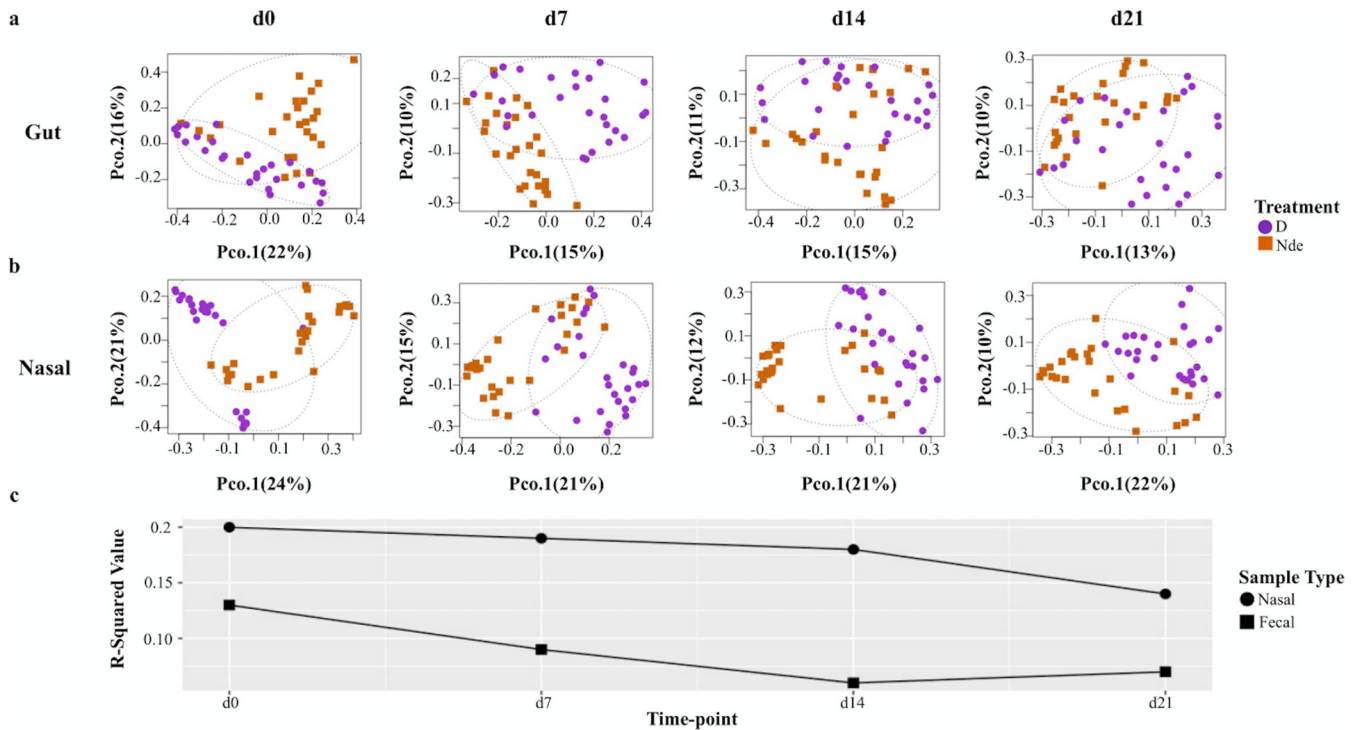 a d0 d7 d14 d21
Gut
Pco.2(16%)
0.4
0.2
0.0
-0.2
-0.4 -0.2 0.0 0.2 0.4
Pco.1(22%)
Pco.2(10%)
0.2
0.1
-0.1
-0.3
-0.3 0.0 0.2 0.4
Pco.1(15%)
Pco.2(11%)
0.2
0.1
-0.1
-0.3
-0.4 -0.2 0.0 0.2
Pco.1(15%)
Pco.2(10%)
0.3
0.1
-0.1
-0.3
-0.3 -0.1 0.1 0.3
Pco.1(13%)
Treatment
D
Nde
b
Nasal
Pco.2(21%)
0.2
0.0
-0.2
-0.4
-0.3 -0.1 0.1 0.3
Pco.1(24%)
Pco.2(15%)
0.3
0.1
-0.1
-0.3
-0.4 -0.2 0.0 0.2
Pco.1(21%)
Pco.2(12%)
0.3
0.1
-0.1
-0.3
-0.3 -0.1 0.1 0.3
Pco.1(21%)
Pco.2(10%)
0.3
0.1
0.1
-0.3
-0.3 -0.1 0.1 0.3
Pco.1(22%)
c
R-Squared Value
0.2
0.15
0.10
d0 d7 d14 d21
Time-point
Sample Type
Nasal
Fecal